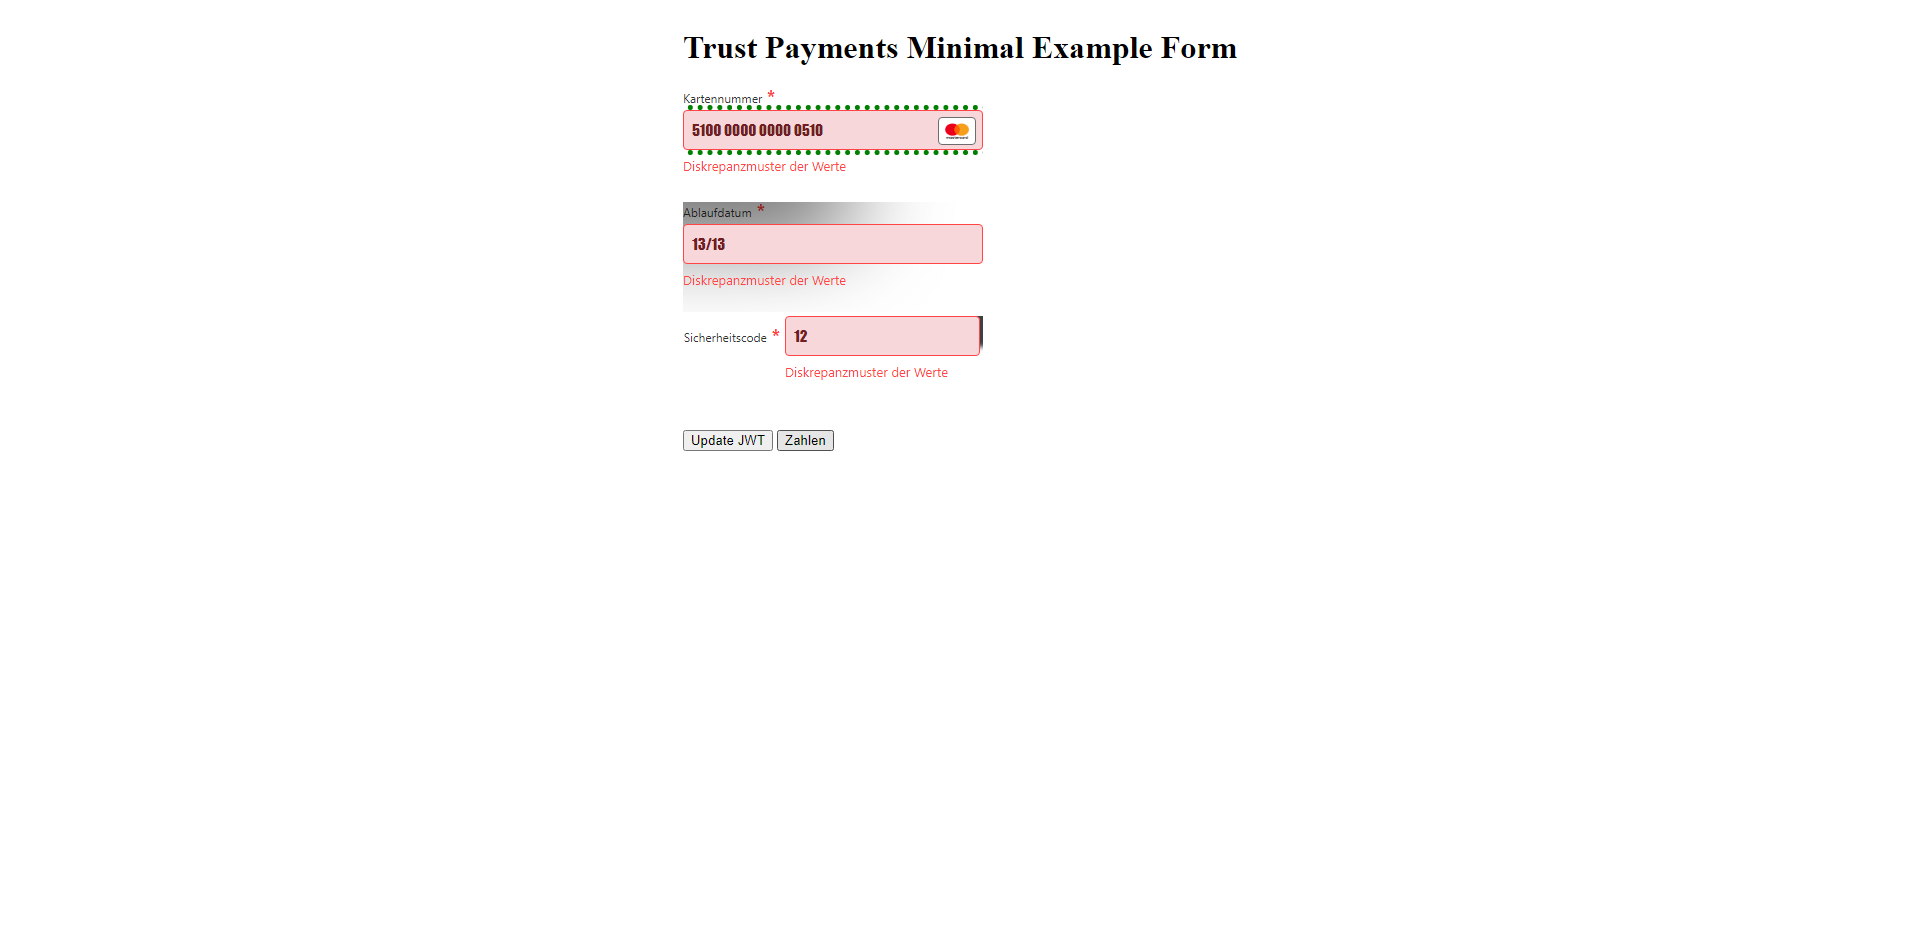 Trust Payments Minimal Example Form
Kartennummer *
5100 0000 0000 0510
mastercard
Diskrepanzmuster der Werte
Ablaufdatum *
13/13
Diskrepanzmuster der Werte
Sicherheitscode * 12
Diskrepanzmuster der Werte
Update JWT Zahlen